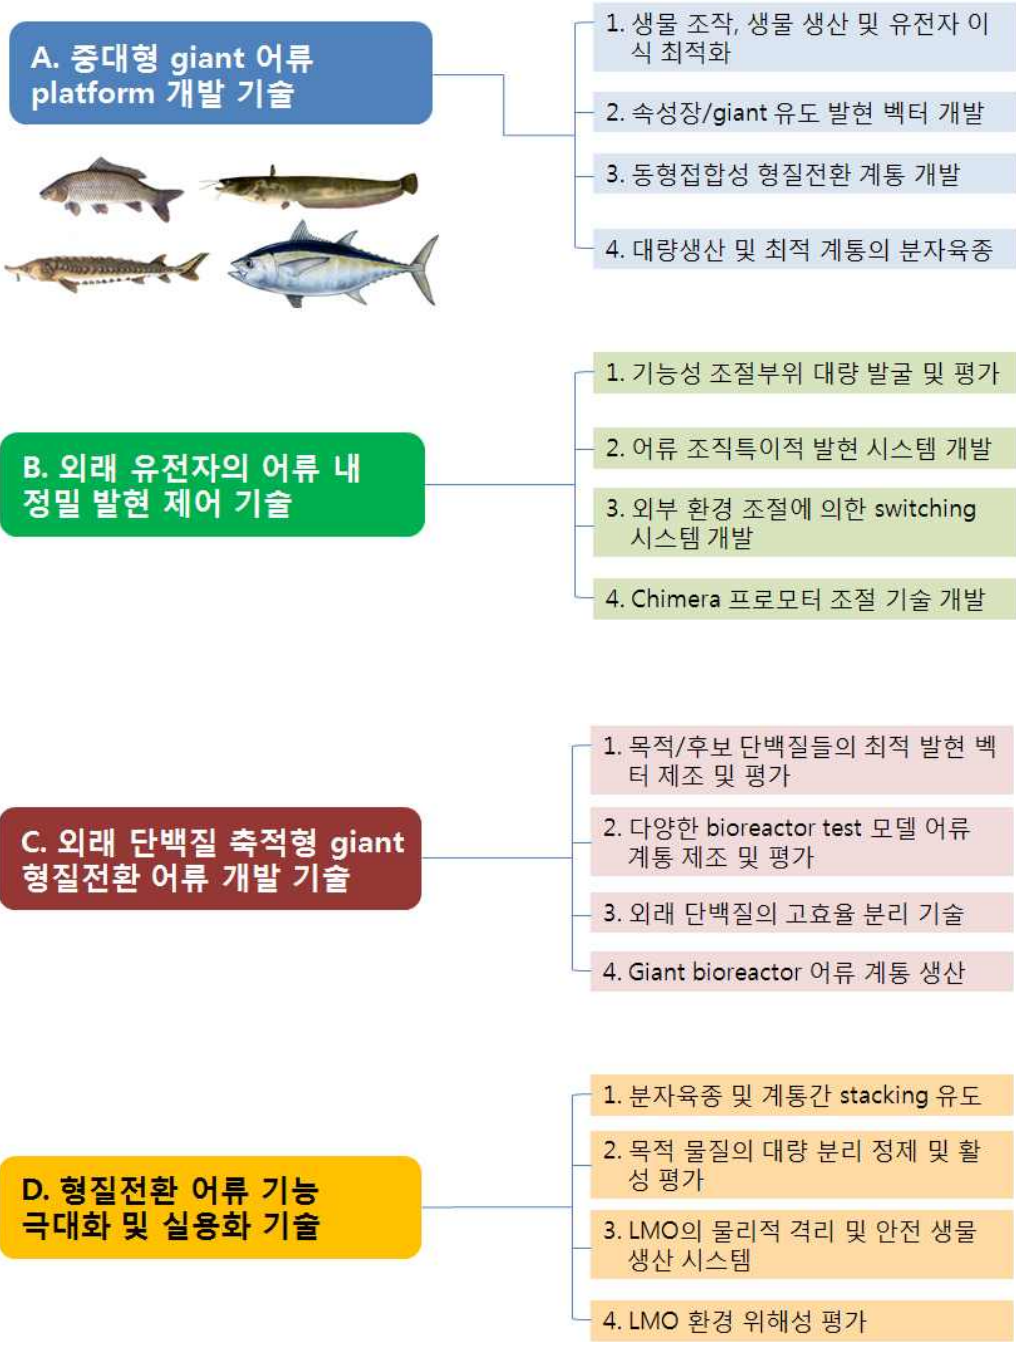 A. 중대형 giant 어류
platform 개발 기술
1. 생물 조작, 생물 생산 및 유전자 이
식 최적화
2. 속성장/giant 유도 발현 벡터 개발
3. 동형접합성 형질전환 계통 개발
4. 대량생산 및 최적 계통의 분자육종
B. 외래 유전자의 어류 내
정밀 발현 제어 기술
1. 기능성 조절부위 대량 발굴 및 평가
2. 어류 조직특이적 발현 시스템 개발
3. 외부 환경 조절에 의한 switching
시스템 개발
4. Chimera 프로모터 조절 기술 개발
C. 외래 단백질 축적형 giant
형질전환 어류 개발 기술
1. 목적/후보 단백질들의 최적 발현 벡
터 제조 및 평가
2. 다양한 bioreactor test 모델 어류
계통 제조 및 평가
3. 외래 단백질의 고효율 분리 기술
4. Giant bioreactor 어류 계통 생산
D. 형질전환 어류 기능
극대화 및 실용화 기술
1. 분자육종 및 계통간 stacking 유도
2. 목적 물질의 대량 분리 정제 및 활
성 평가
3. LMO의 물리적 격리 및 안전 생물
생산 시스템
4. LMO 환경 위해성 평가